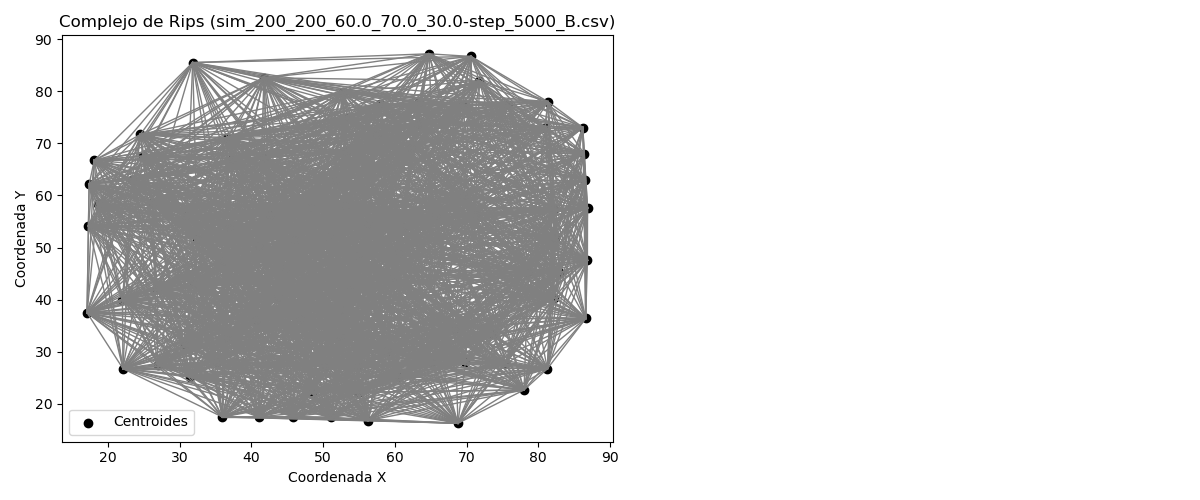 Complejo de Rips (sim_200_200_60.0_70.0_30.0-step_5000_B.csv)
90
80
70
60
50
40
30
20
Coordenada Y
Centroides
20 30 40 50 60 70 80 90
Coordenada X